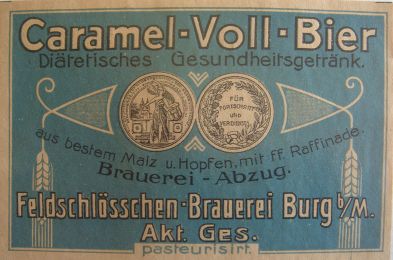 Caramel-Voll-Bier
Diätetisches Gesundheitsgetränk.
FÜR
FORTSCHRITT
UND
VERDIENST.
aus bestem Malz u. Hopfen, mit ff. Raffinade.
Brauerei-Abzug.
Feldschlösschen-Brauerei Burg b/M.
Akt. Ges.
pasteurisirt.